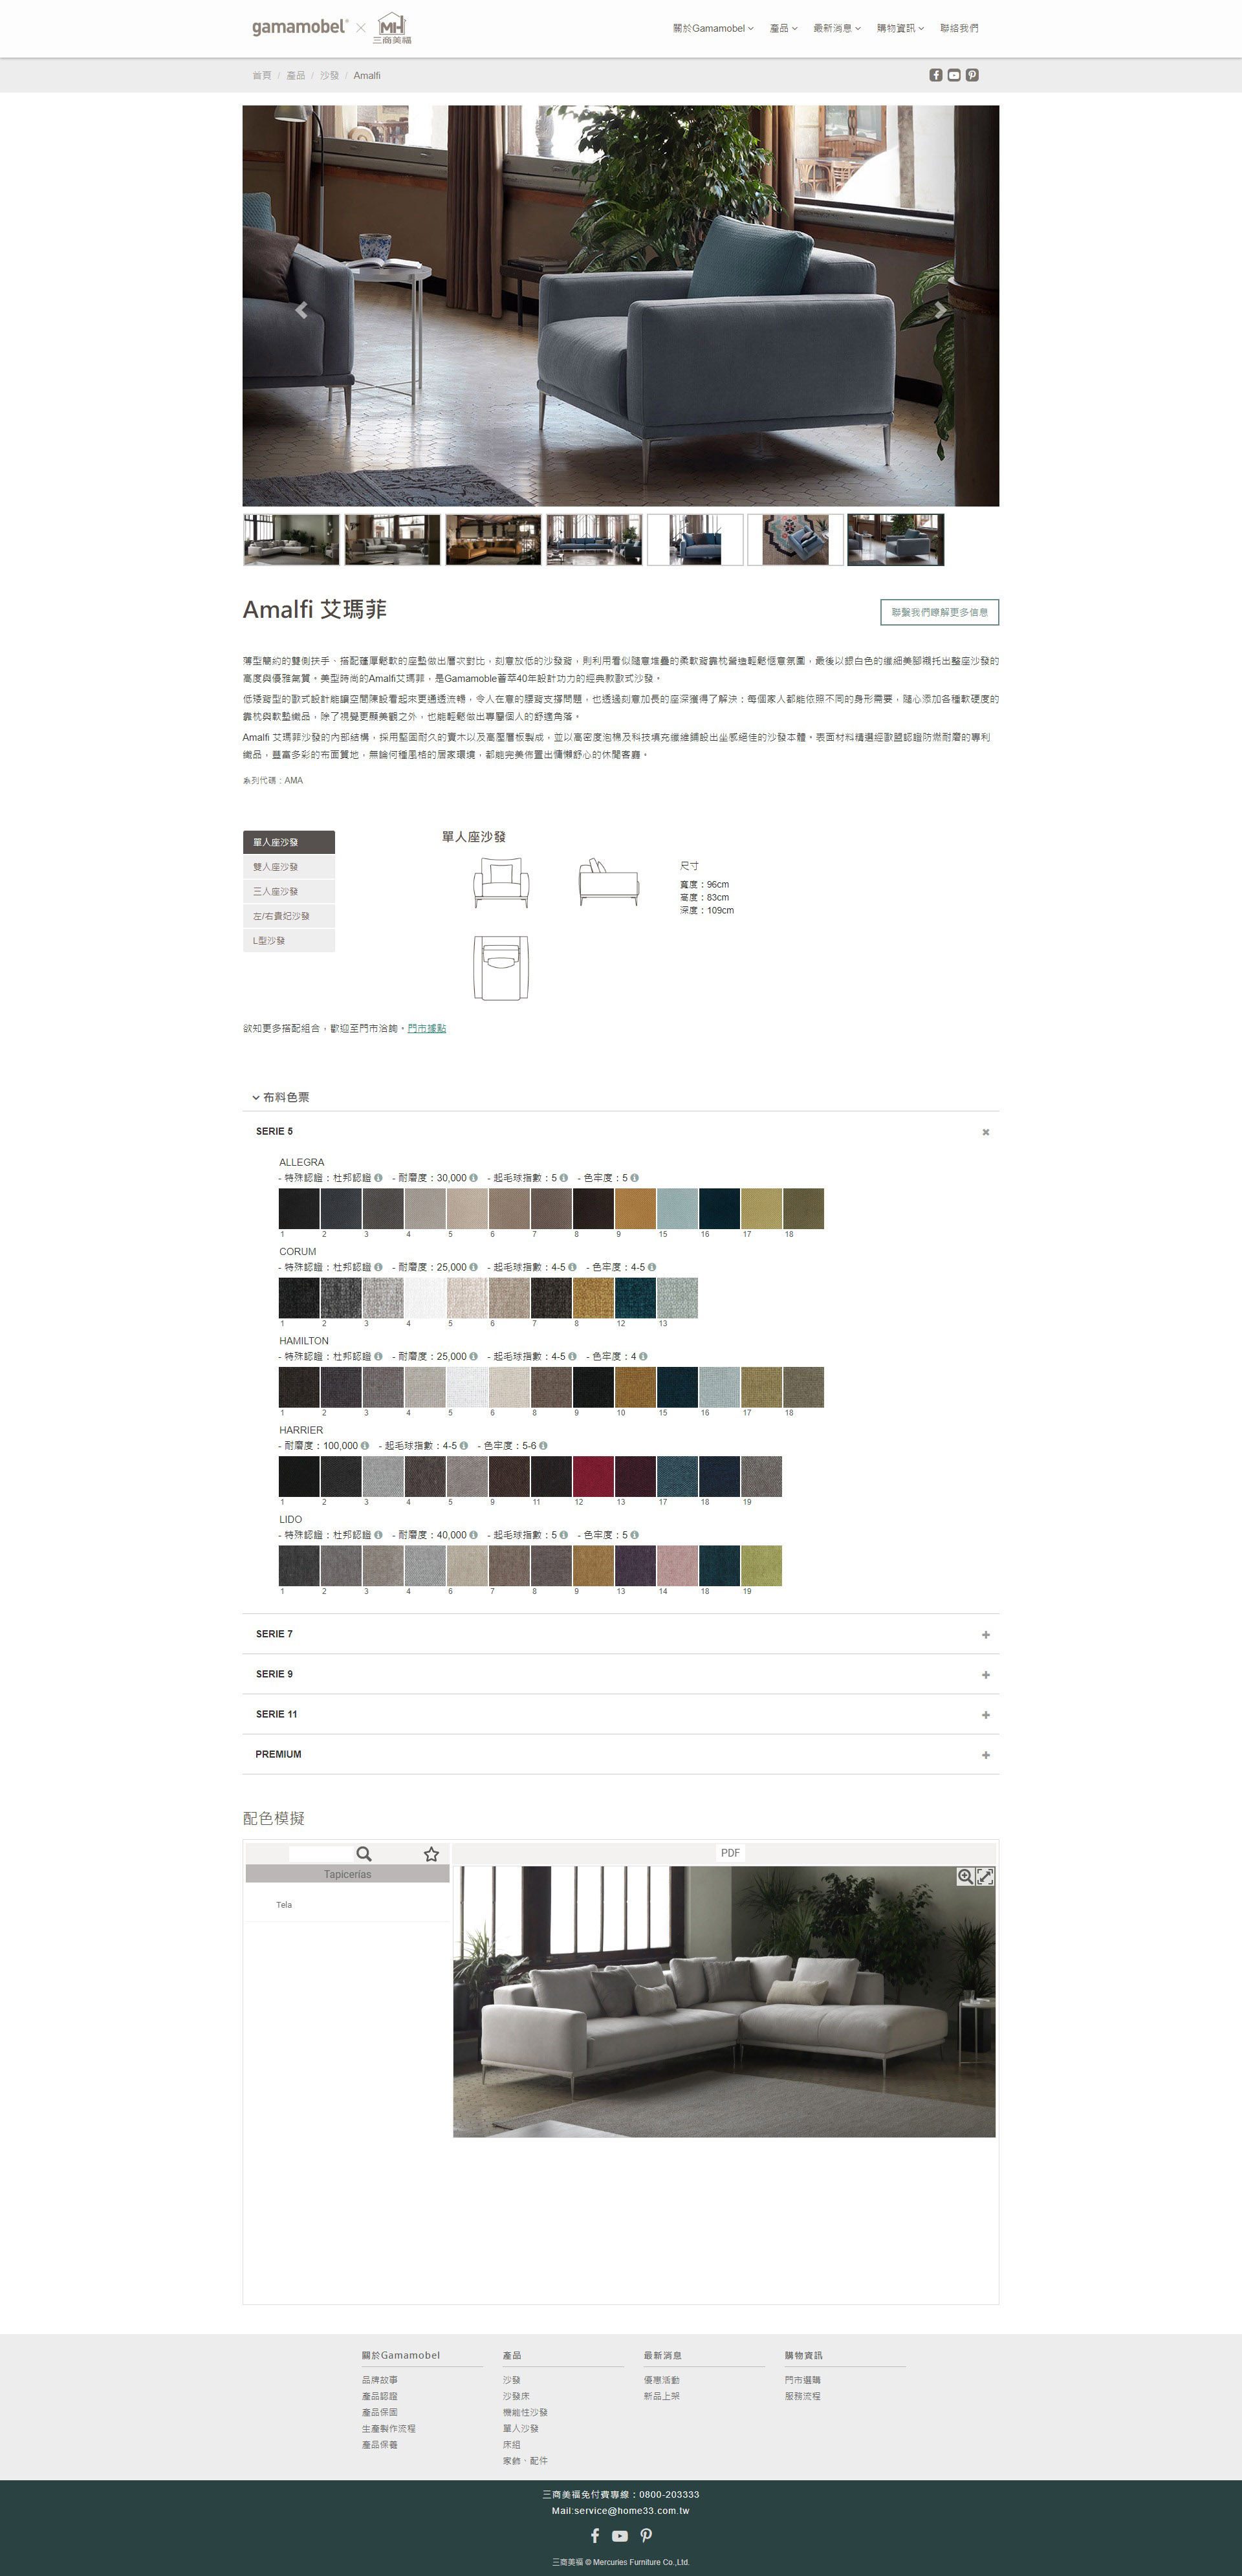 gamamobel × MH 三商美福
關於Gamamobel 產品 最新消息 購物資訊 聯絡我們
首頁 / 產品 / 沙發 / Amalfi
Amalfi 艾瑪菲
聯繫我們瞭解更多信息
薄型簡約的雙側扶手、搭配蓬厚鬆軟的座墊做出層次對比，刻意放低的沙發背，則利用看似隨意堆疊的柔軟背靠枕營造輕鬆愜意氛圍，最後以銀白色的纖細美腳襯托出整座沙發的
高度與優雅氣質。美型時尚的Amalfi艾瑪菲，是Gamamoble薈萃40年設計功力的經典款歐式沙發。
低矮背型的歐式設計能讓空間陳設看起來更通透流暢，令人在意的腰背支撐問題，也透過刻意加長的座深獲得了解決；每個家人都能依照不同的身形需要，隨心添加各種軟硬度的
靠枕與軟墊織品，除了視覺更顯美觀之外，也能輕鬆做出專屬個人的舒適角落。
Amalfi 艾瑪菲沙發的內部結構，採用堅固耐久的實木以及高壓層板製成，並以高密度泡棉及科技填充纖維鋪設出坐感絕佳的沙發本體。表面材料精選經歐盟認證防燃耐磨的專利
織品，豐富多彩的布面質地，無論何種風格的居家環境，都能完美佈置出慵懶舒心的休閒客廳。
系列代碼：AMA
單人座沙發
雙人座沙發
三人座沙發
左/右貴妃沙發
L型沙發
單人座沙發
尺寸
寬度：96cm
高度：83cm
深度：109cm
欲知更多搭配組合，歡迎至門市洽詢。門市據點
布料色票
SERIE 5
ALLEGRA
- 特殊認證：杜邦認證 - 耐磨度：30,000 - 起毛球指數：5 - 色牢度：5
1 2 3 4 5 6 7 8 9 15 16 17 18
CORUM
- 特殊認證：杜邦認證 - 耐磨度：25,000 - 起毛球指數：4-5 - 色牢度：4-5
1 2 3 4 5 6 7 8 12 13
HAMILTON
- 特殊認證：杜邦認證 - 耐磨度：25,000 - 起毛球指數：4-5 - 色牢度：4
1 2 3 4 5 6 8 9 10 15 16 17 18
HARRIER
- 耐磨度：100,000 - 起毛球指數：4-5 - 色牢度：5-6
1 2 3 4 5 9 11 12 13 17 18 19
LIDO
- 特殊認證：杜邦認證 - 耐磨度：40,000 - 起毛球指數：5 - 色牢度：5
1 2 3 4 6 7 8 9 13 14 18 19
SERIE 7
SERIE 9
SERIE 11
PREMIUM
配色模擬
PDF
Tapicerías
Tela
關於Gamamobel
品牌故事
產品認證
產品保固
生產製作流程
產品保養
產品
沙發
沙發床
機能性沙發
單人沙發
床組
家飾、配件
最新消息
優惠活動
新品上架
購物資訊
門市選購
服務流程
三商美福免付費專線：0800-203333
Mail:service@home33.com.tw
三商美福 © Mercuries Furniture Co.,Ltd.